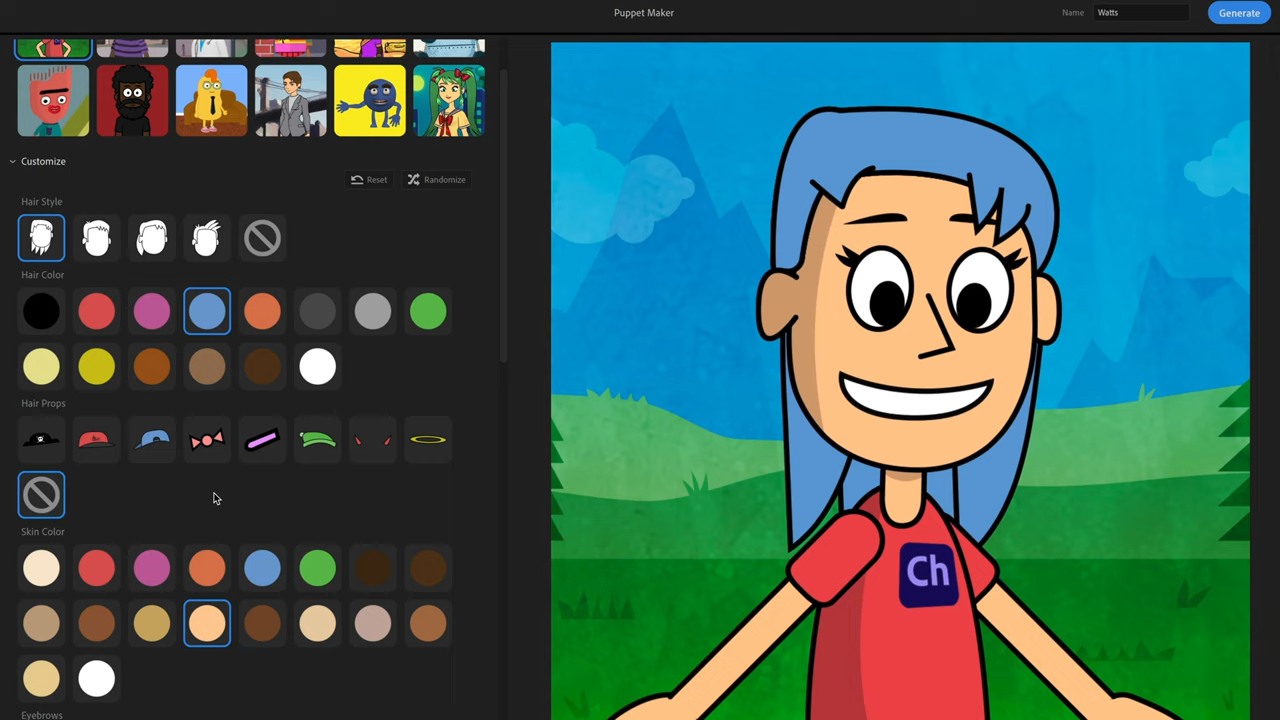 Puppet Maker
Name
Watts
Generate
Customize
Reset
Randomize
Hair Style
Hair Color
Hair Props
Skin Color
Eyebrows
Ch